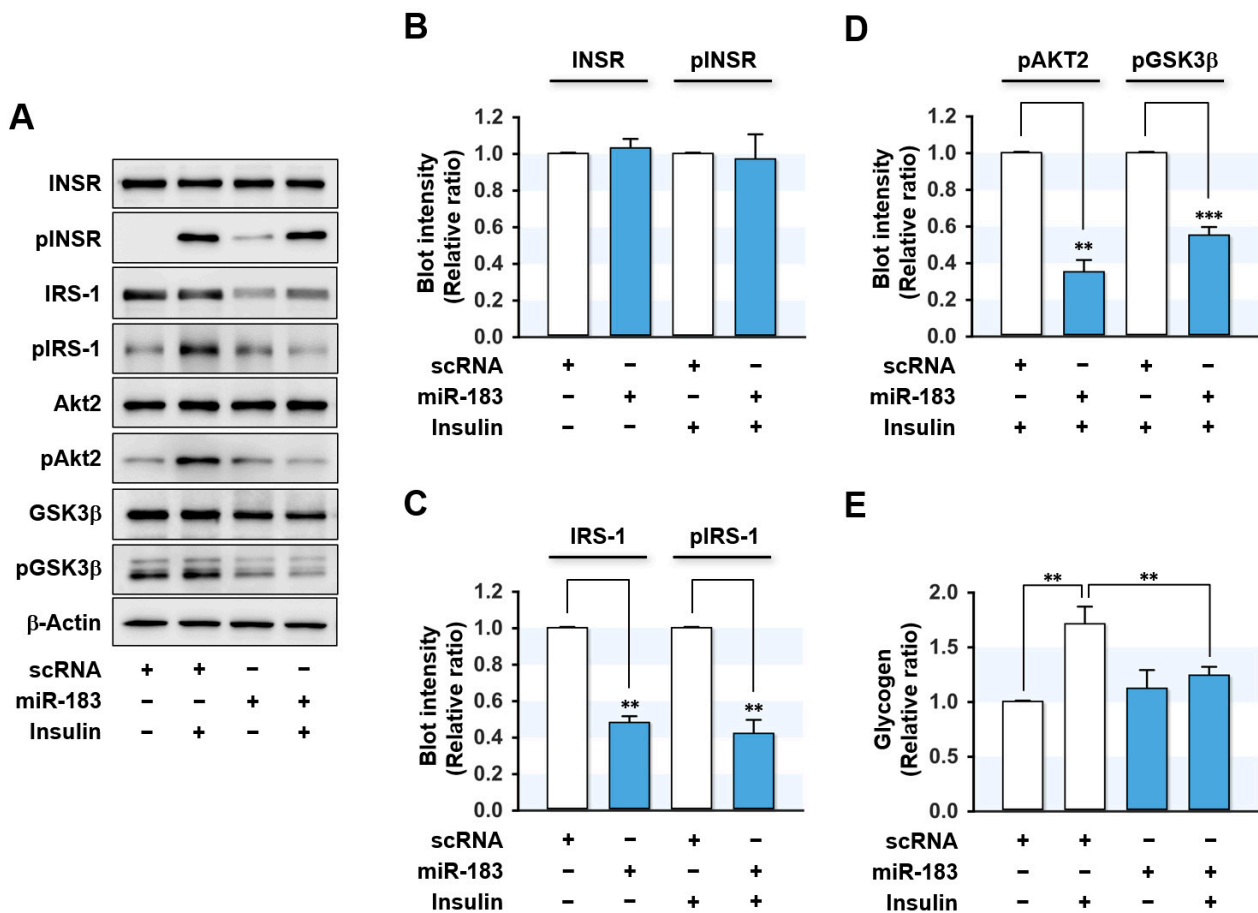 A
INSR
pINSR
IRS-1
pIRS-1
Akt2
pAkt2
GSK3β
pGSK3β
β-Actin
scRNA + + − −
miR-183 − − + +
Insulin − + − +
B
INSR pINSR
Blot intensity
(Relative ratio)
1.2
1.0
0.8
0.6
0.4
0.2
0.0
scRNA + − + −
miR-183 − + − +
Insulin − − + +
C
IRS-1 pIRS-1
Blot intensity
(Relative ratio)
1.2
1.0
0.8
0.6
0.4
0.2
0.0
** **
scRNA + − + −
miR-183 − + − +
Insulin − − + +
D
pAKT2 pGSK3β
Blot intensity
(Relative ratio)
1.2
1.0
0.8
0.6
0.4
0.2
0.0
** ***
scRNA + − + −
miR-183 − + − +
Insulin + + + +
E
Glycogen
(Relative ratio)
2.0
1.5
1.0
0.5
0.0
** **
scRNA + + − −
miR-183 − − + +
Insulin − + − +